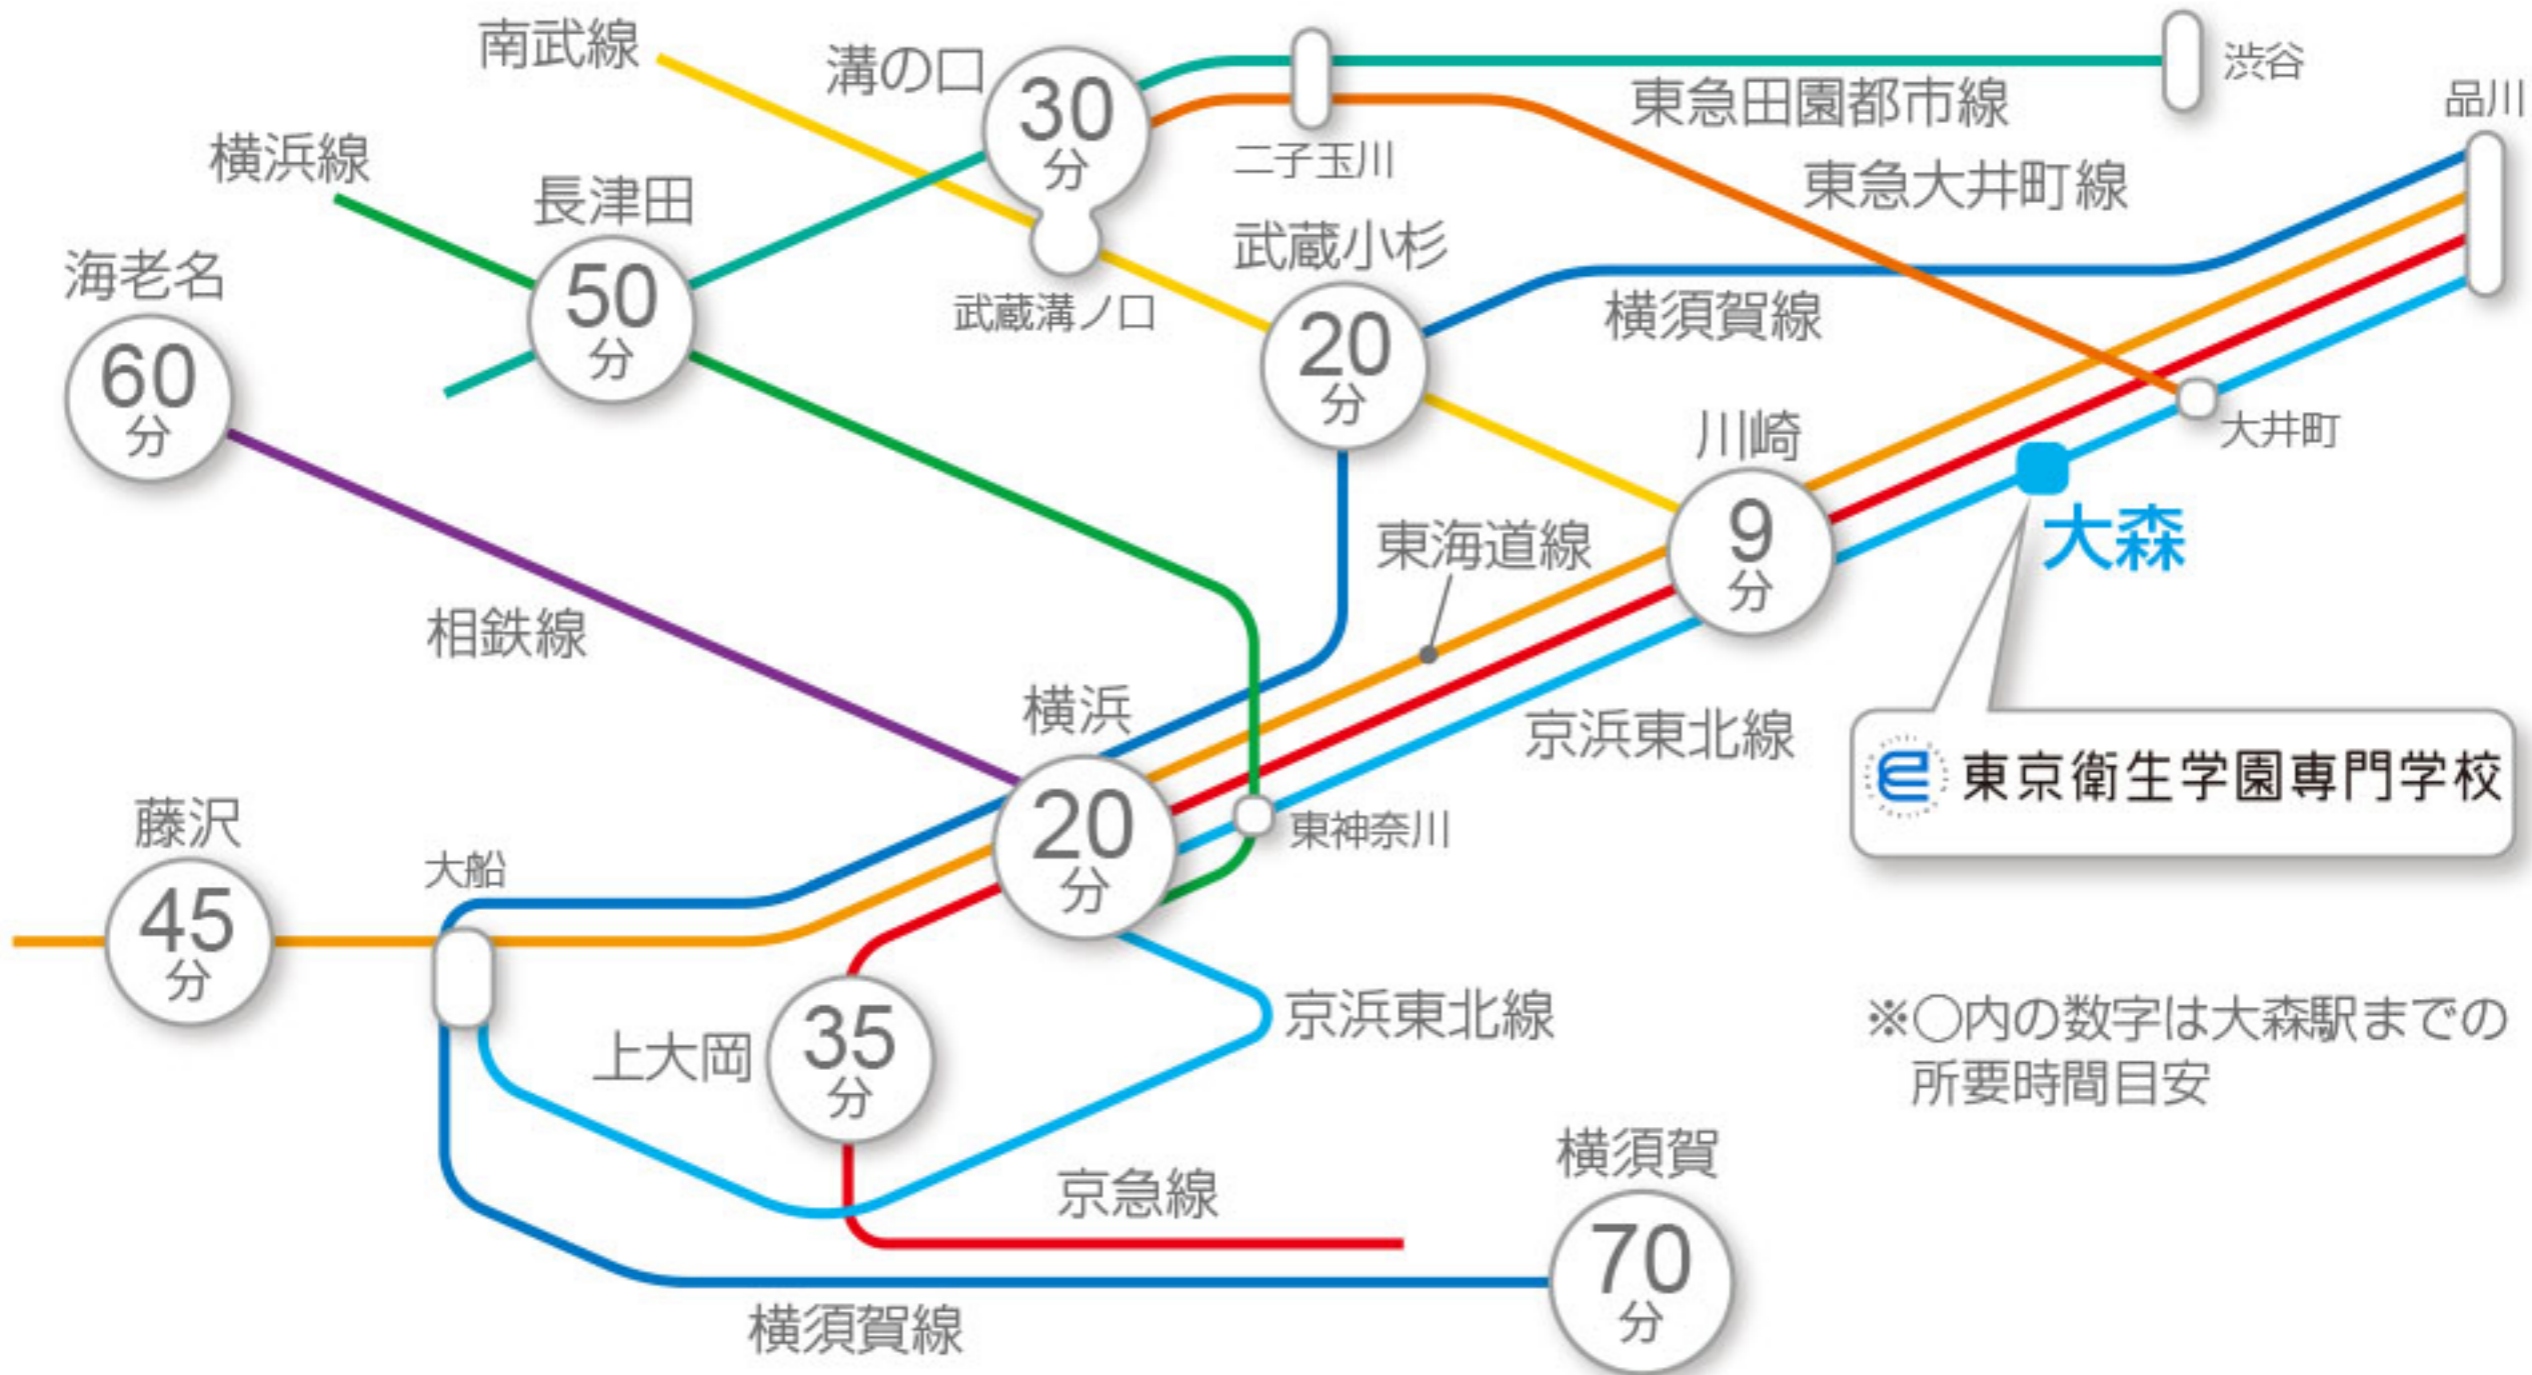 南武線
溝の口
30
分
渋谷
東急田園都市線
品川
横浜線
二子玉川
東急大井町線
長津田
50
分
武蔵小杉
20
分
海老名
60
分
武蔵溝ノ口
横須賀線
川崎
9
分
大井町
大森
東海道線
相鉄線
横浜
20
分
京浜東北線
東京衛生学園専門学校
藤沢
45
分
大船
東神奈川
上大岡
35
分
京浜東北線
※○内の数字は大森駅までの
所要時間目安
京急線
横須賀
70
分
横須賀線